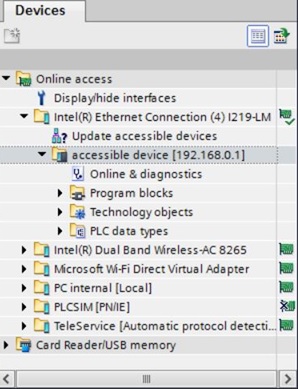 Devices
Online access
Display/hide interfaces
Intel(R) Ethernet Connection (4) I219-LM
Update accessible devices
accessible device [192.168.0.1]
Online & diagnostics
Program blocks
Technology objects
PLC data types
Intel(R) Dual Band Wireless-AC 8265
Microsoft Wi-Fi Direct Virtual Adapter
PC internal [Local]
PLCSIM [PN/IE]
TeleService [Automatic protocol detecti...
Card Reader/USB memory